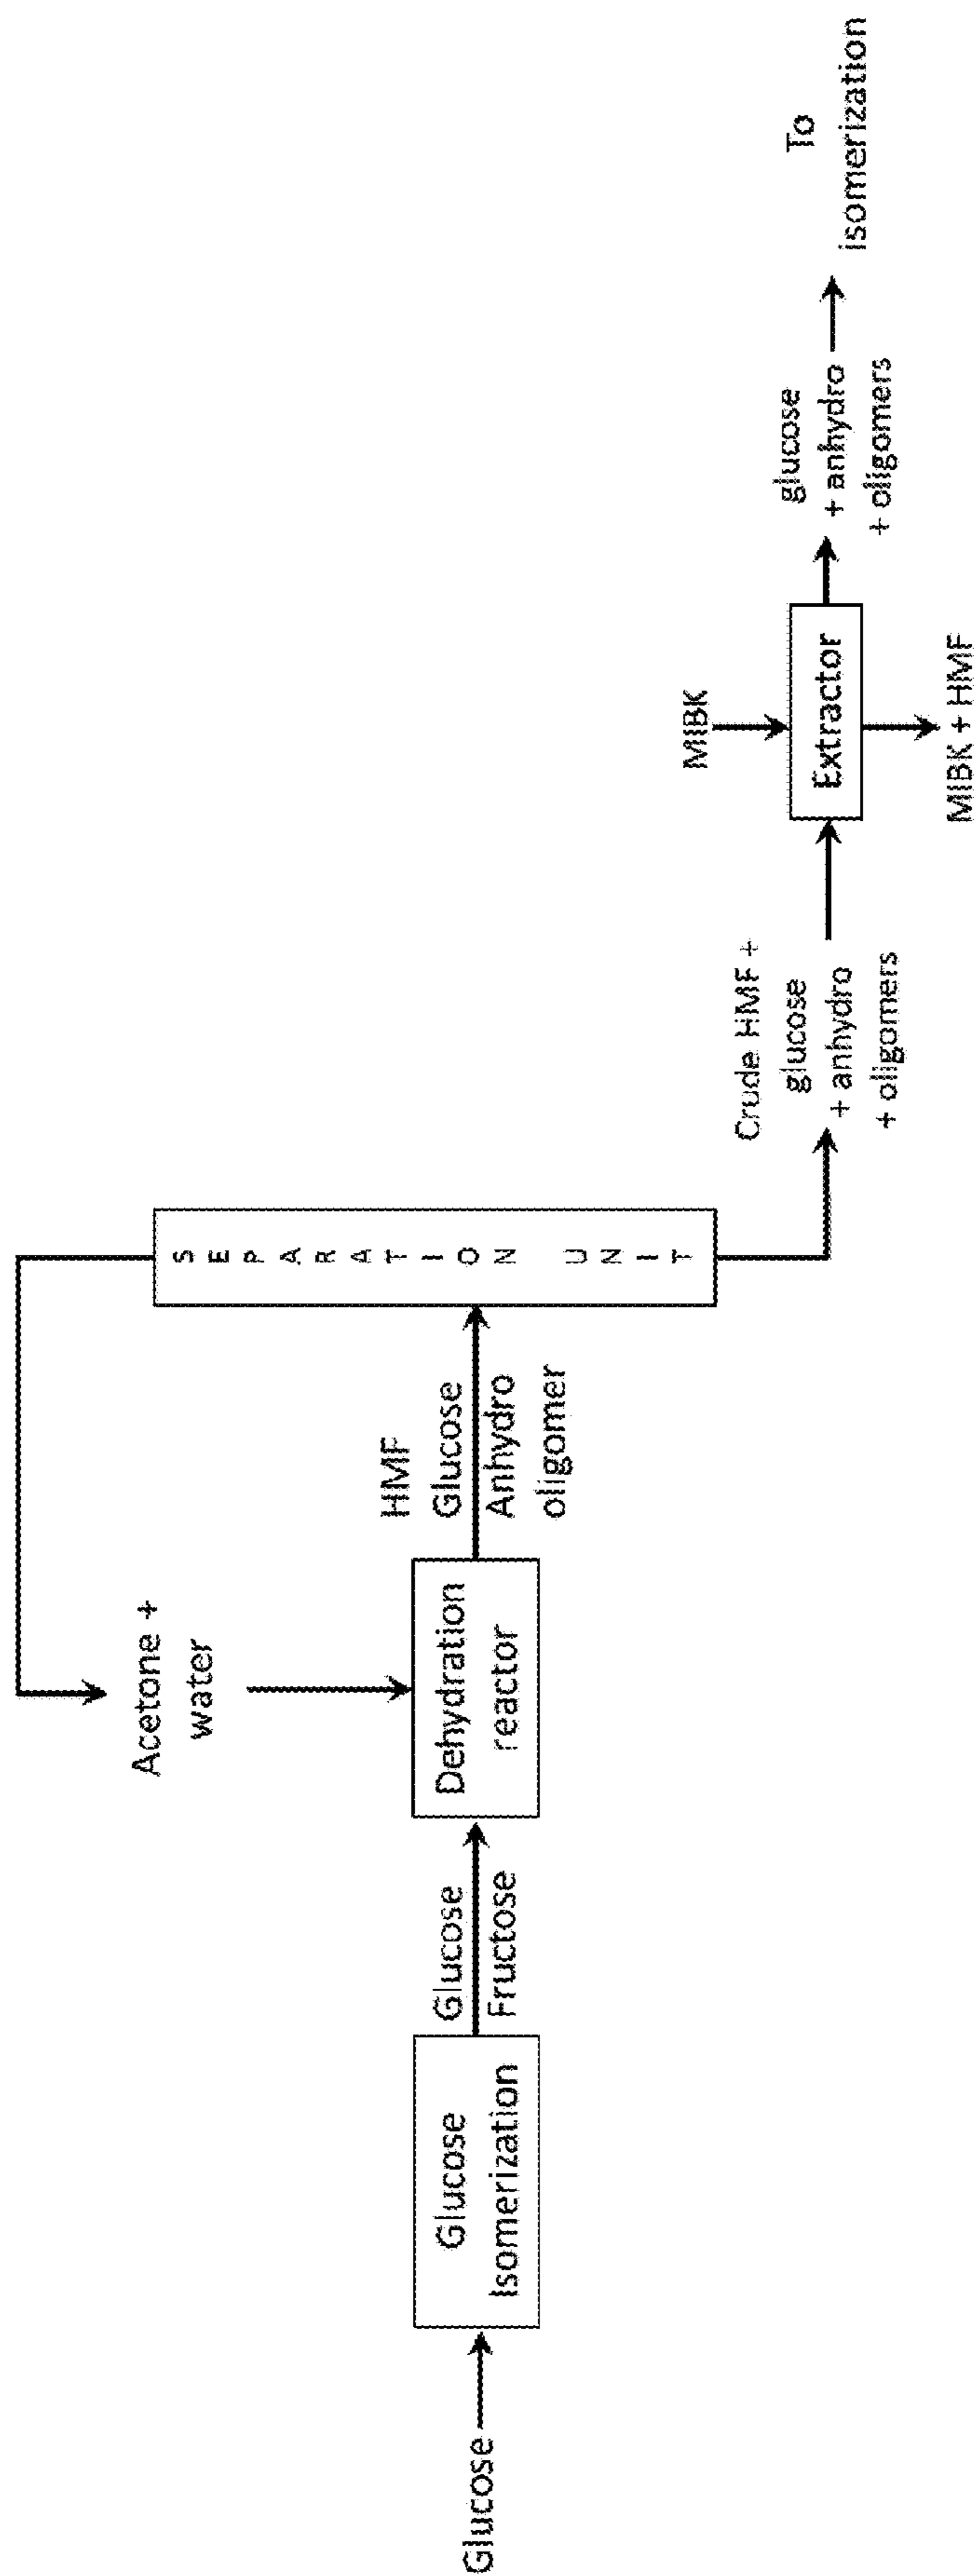 Glucose
Glucose
Isomerization
Glucose
Fructose
Acetone +
water
Dehydration
reactor
HMF
Glucose
Anhydro
oligomer
SEPARATION UNIT
Crude HMF +
glucose
+ anhydro
+ oligomers
MIBK
Extractor
MIBK + HMF
glucose
+ anhydro
+ oligomers
To
isomerization